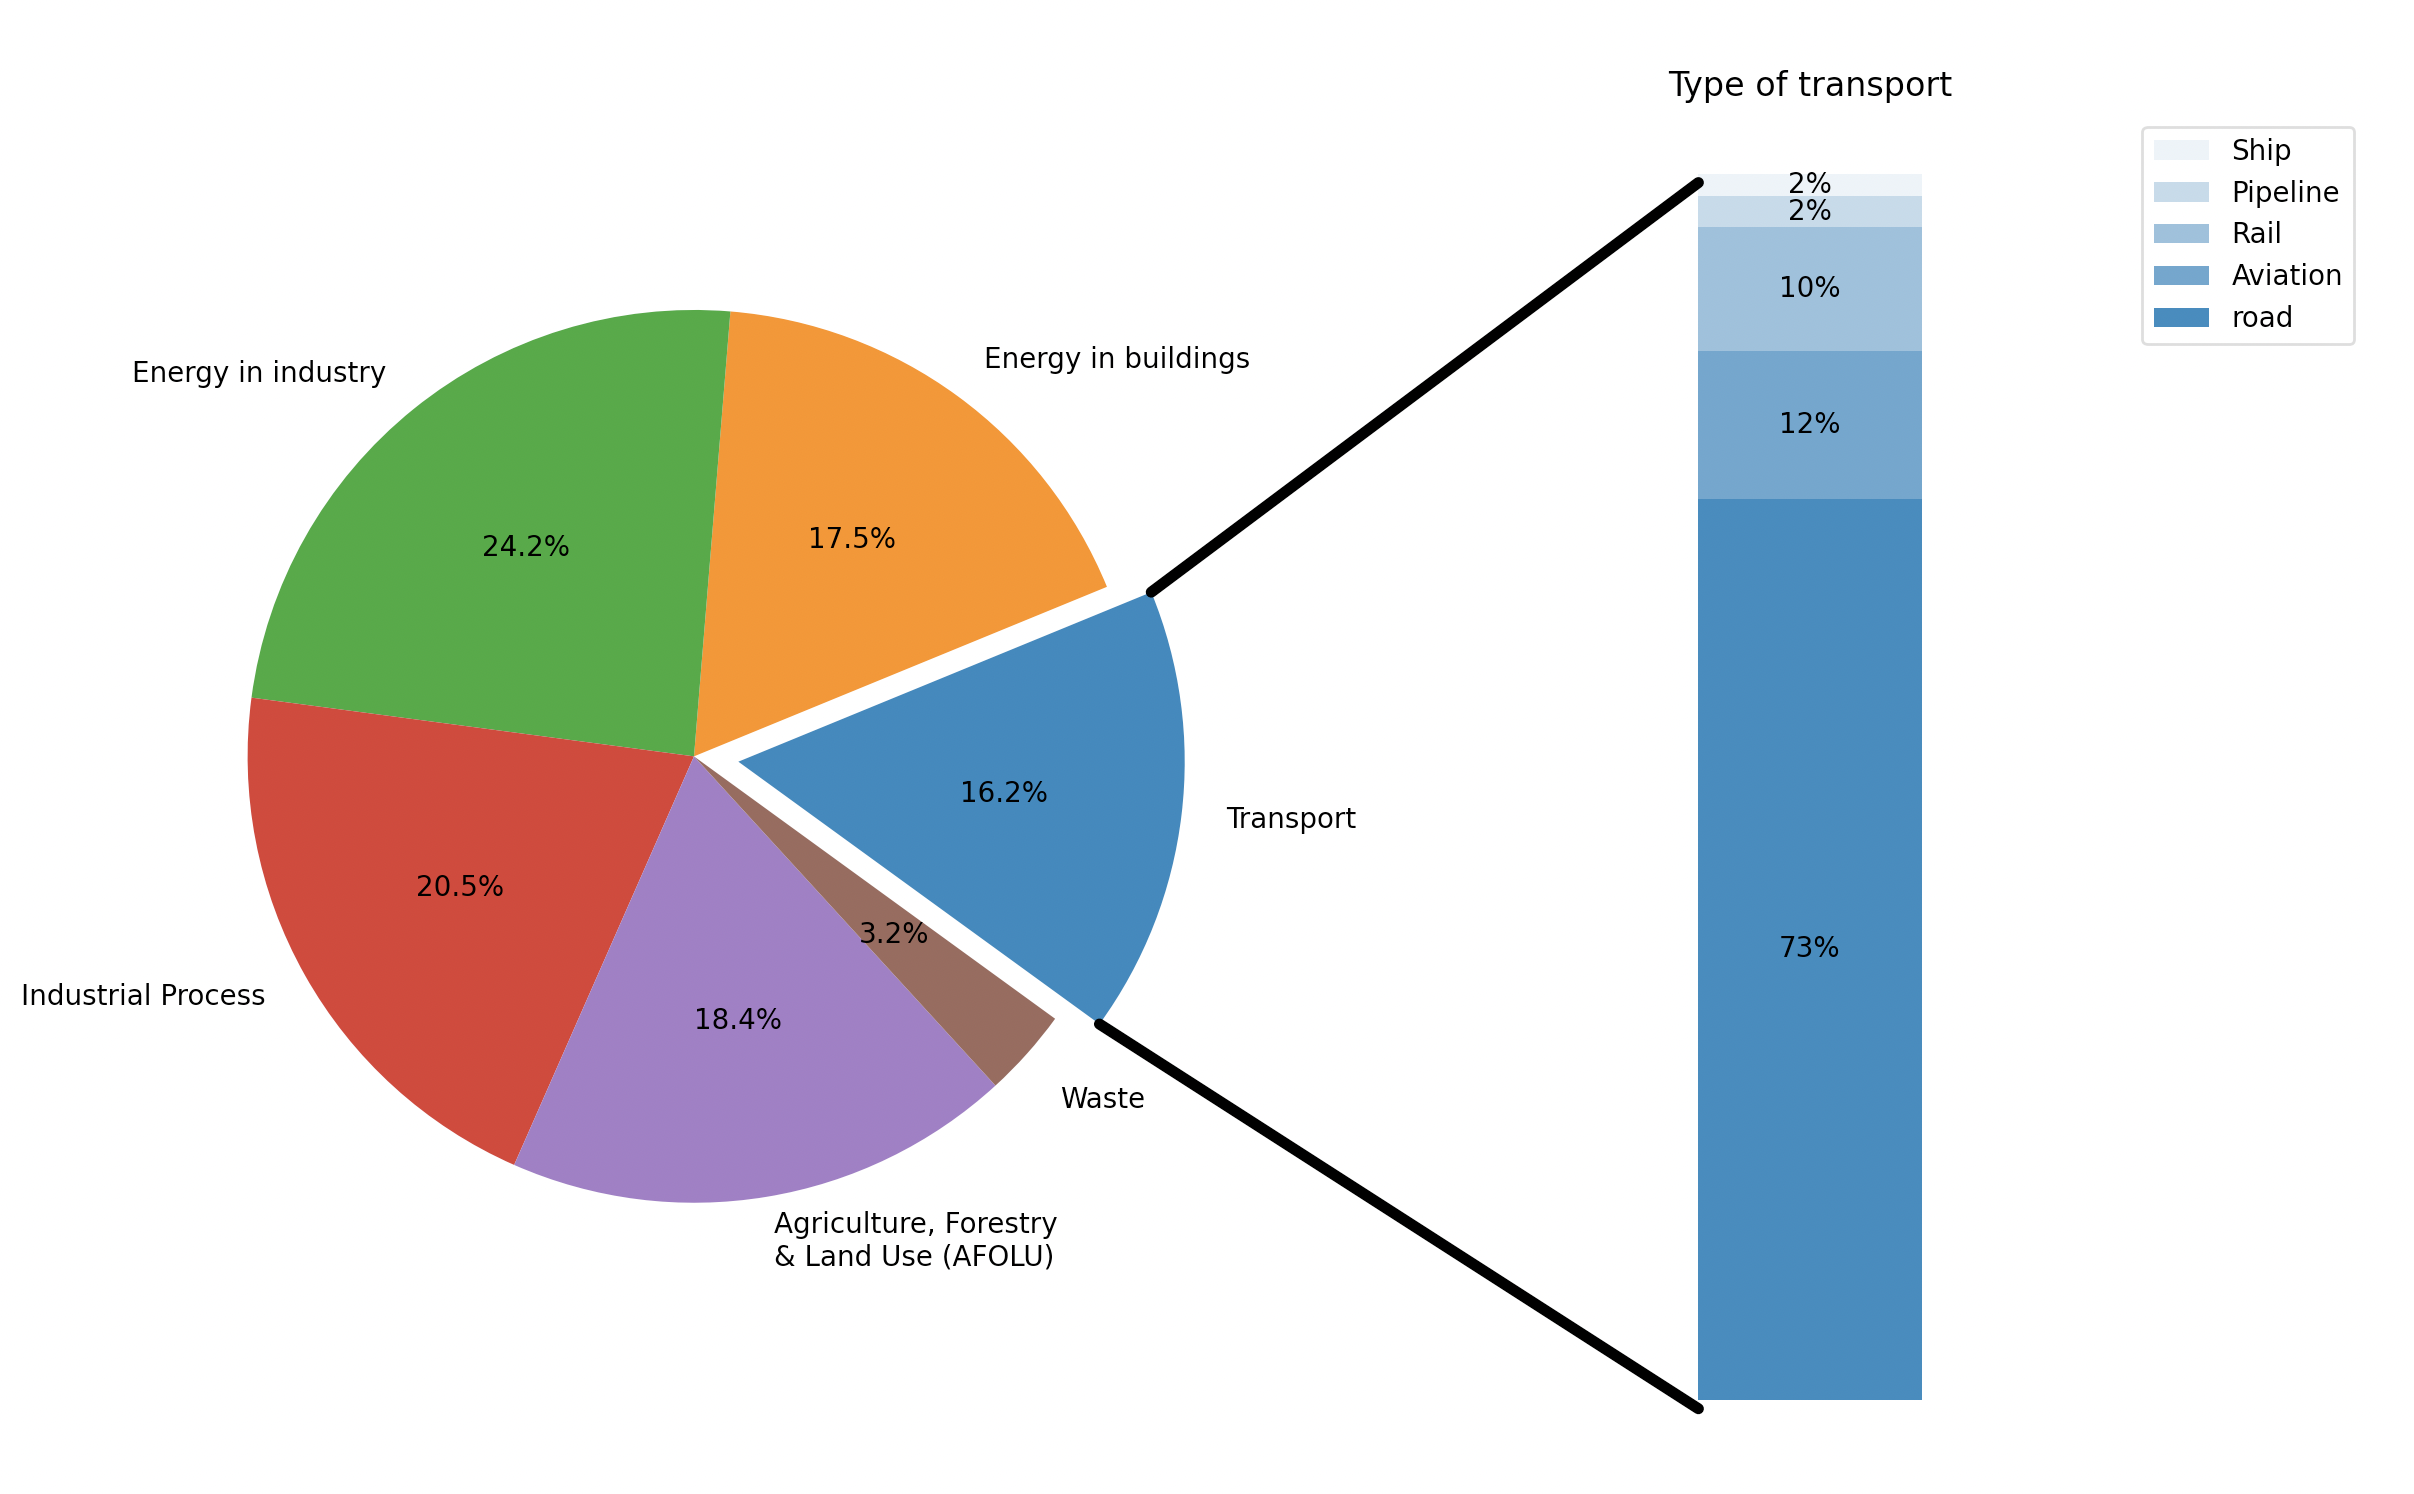 Type of transport
Ship
Pipeline
Rail
Aviation
road
2%
2%
10%
12%
73%
Energy in industry
Energy in buildings
24.2%
17.5%
16.2%
Transport
20.5%
3.2%
Industrial Process
18.4%
Waste
Agriculture, Forestry
& Land Use (AFOLU)